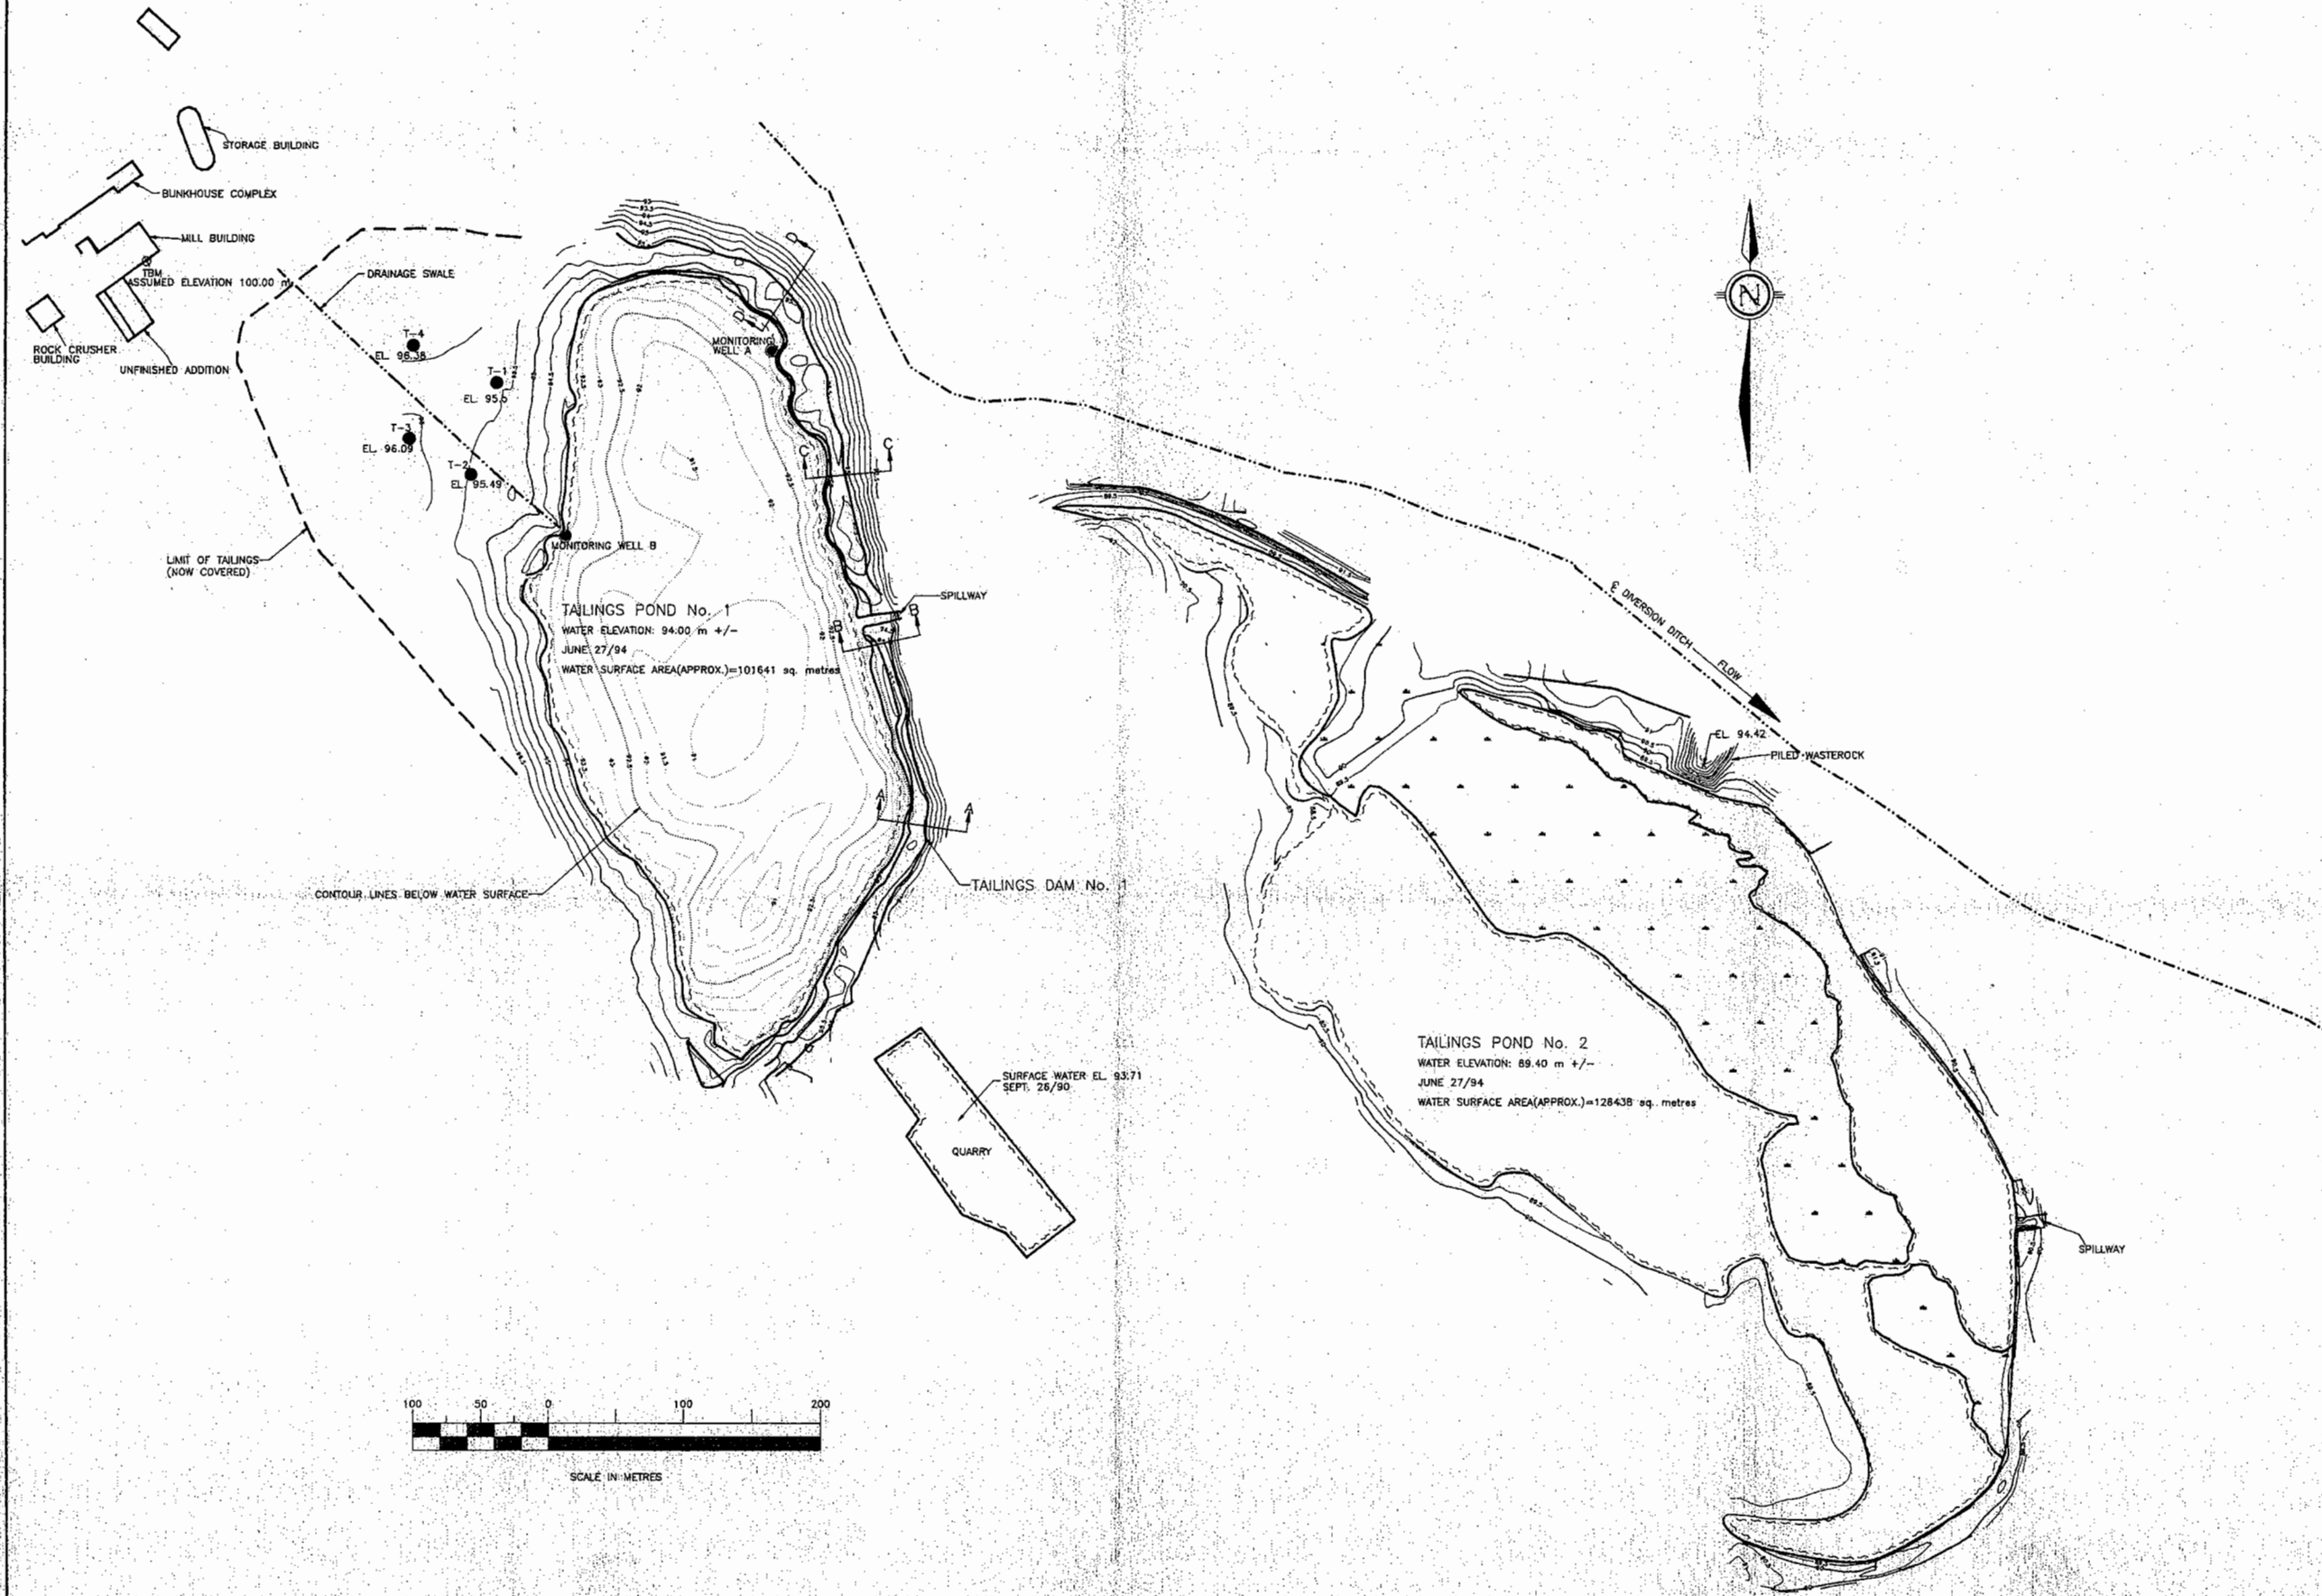 STORAGE BUILDING
BUNKHOUSE COMPLEX
MILL BUILDING
TBM
ASSUMED ELEVATION 100.00 m
DRAINAGE SWALE
ROCK CRUSHER
BUILDING
UNFINISHED ADDITION
T-4
EL. 96.38
T-1
EL. 95.5
T-3
EL. 96.09
T-2
EL. 95.49
MONITORING
WELL A
MONITORING WELL B
D
D
C
C
LIMIT OF TAILINGS
(NOW COVERED)
TAILINGS POND No. 1
WATER ELEVATION: 94.00 m +/-
JUNE 27/94
WATER SURFACE AREA(APPROX.)=101641 sq. metres
SPILLWAY
B
B
A
A
N
℄ DIVERSION DITCH
FLOW
EL. 94.42
PILED WASTEROCK
CONTOUR LINES BELOW WATER SURFACE
TAILINGS DAM No. 1
SURFACE WATER EL. 93.71
SEPT. 26/90
QUARRY
TAILINGS POND No. 2
WATER ELEVATION: 89.40 m +/-
JUNE 27/94
WATER SURFACE AREA(APPROX.)=128438 sq. metres
SPILLWAY
100 50 0 100 200
SCALE IN METRES